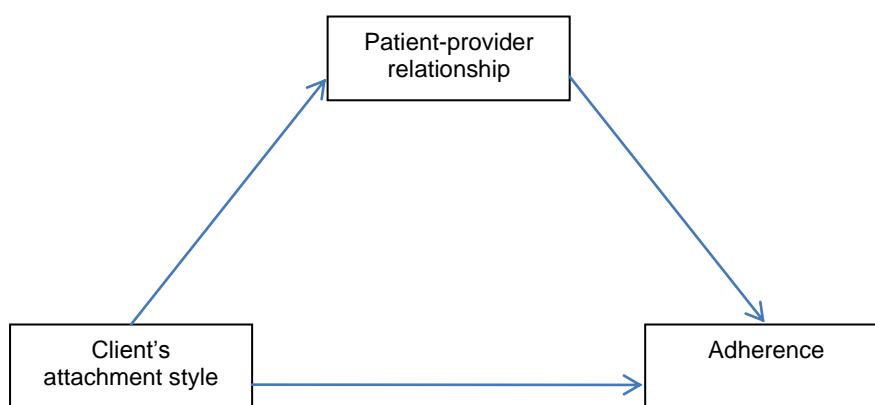 Patient-provider
relationship
Client's
attachment style
Adherence